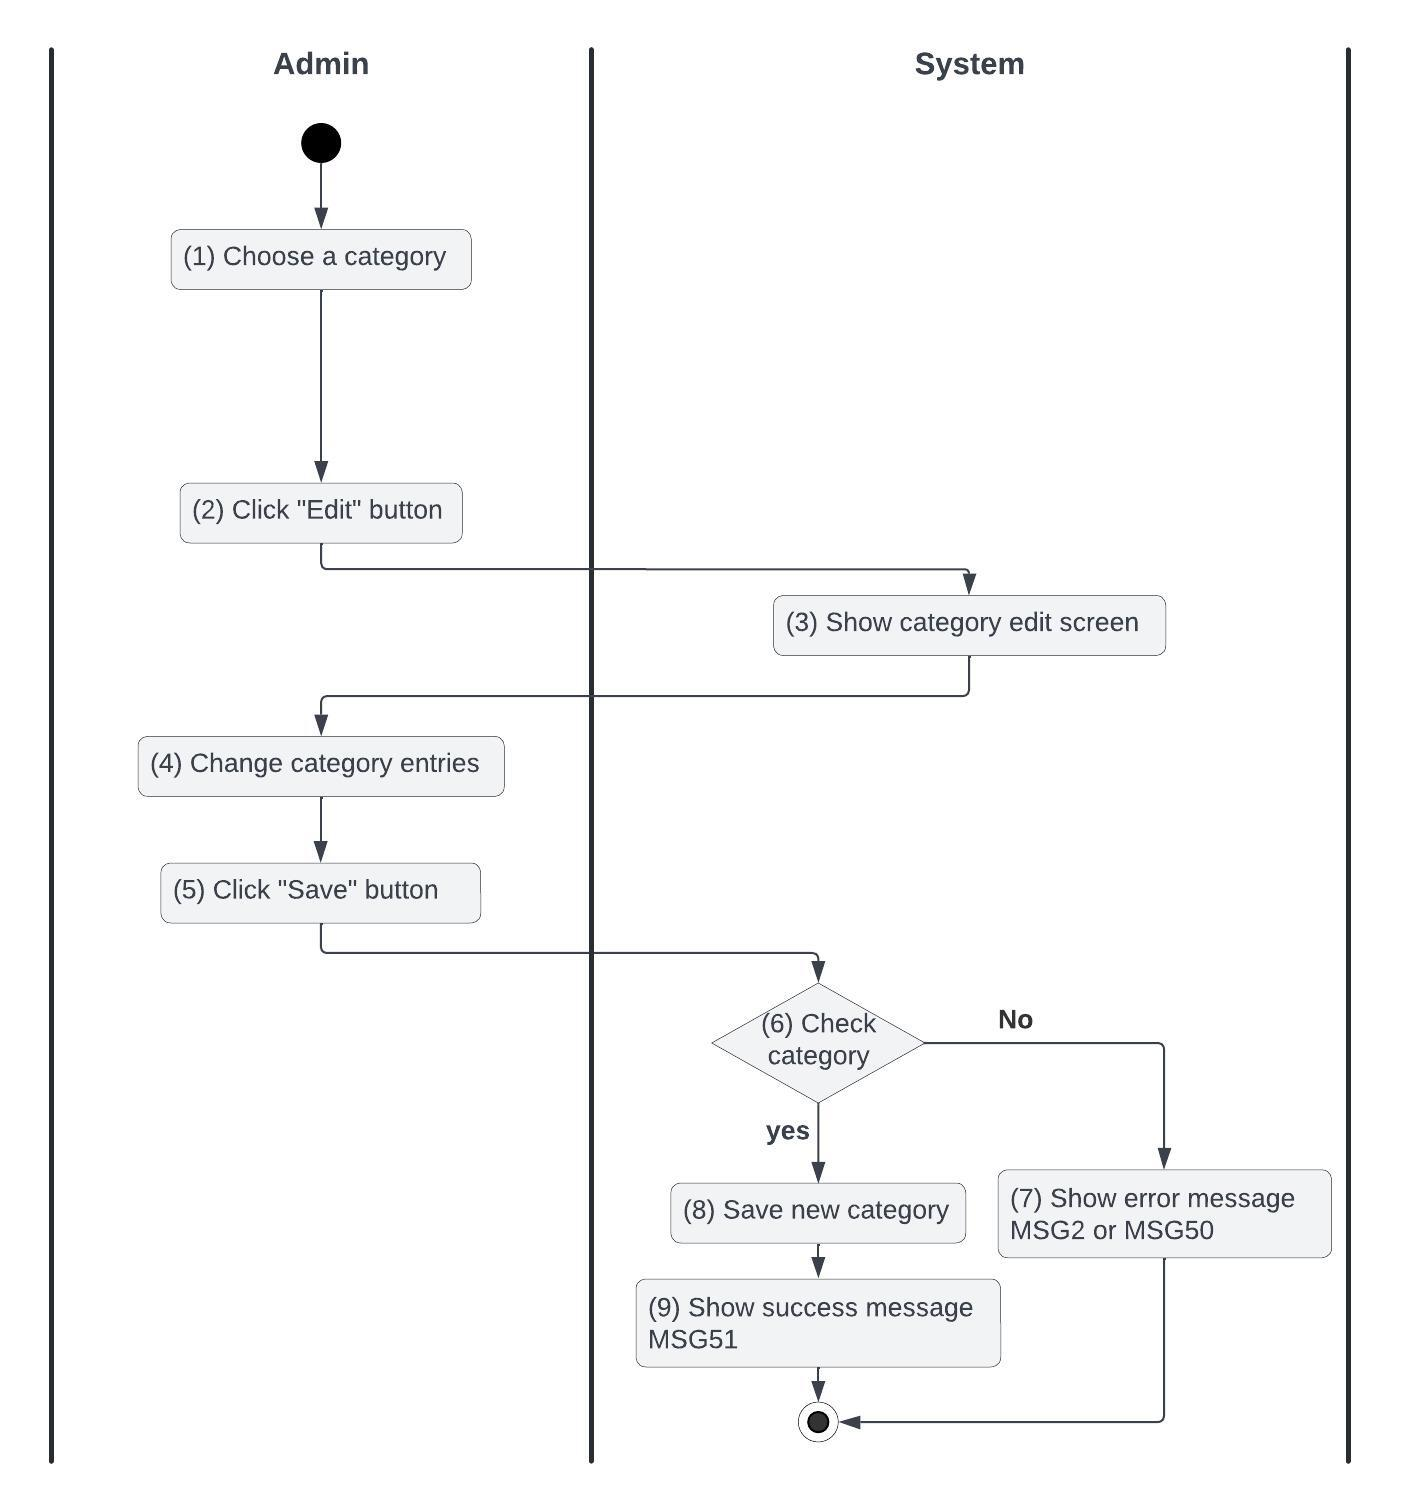 Admin
System
(1) Choose a category
(2) Click "Edit" button
(3) Show category edit screen
(4) Change category entries
(5) Click "Save" button
(6) Check
category
No
yes
(8) Save new category
(7) Show error message
MSG2 or MSG50
(9) Show success message
MSG51